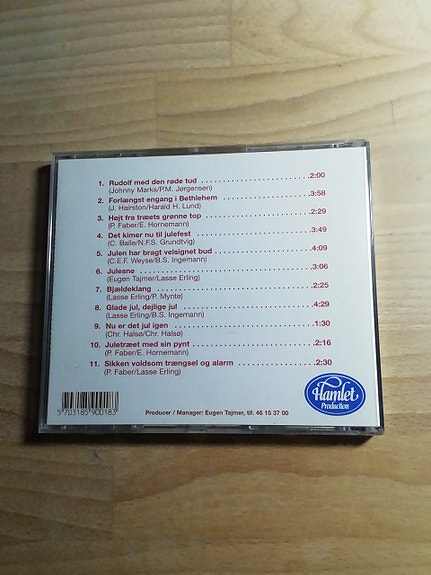 1. Rudolf med den røde tud ..............................2:00
(Johnny Marks/P.M. Jørgensen)
2. Forlængst engang i Bethlehem ......................3:58
(J. Hairston/Harald H. Lund)
3. Højt fra træets grønne top ............................2:29
(P. Faber/E. Hornemann)
4. Det kimer nu til julefest ................................3:49
(C. Balle/N.F.S. Grundtvig)
5. Julen har bragt velsignet bud ........................4:09
(C.E.F. Weyse/B.S. Ingemann)
6. Julesne ........................................................3:06
(Eugen Tajmer/Lasse Erling)
7. Bjældeklang ................................................2:25
(Lasse Erling/P. Mynte)
8. Glade jul, dejlige jul ......................................4:29
(Lasse Erling/B.S. Ingemann)
9. Nu er det jul igen ..........................................1:30
(Chr. Halsø/Chr. Halsø)
10. Juletræet med sin pynt ................................2:16
(P. Faber/E. Hornemann)
11. Sikken voldsom trængsel og alarm ..............2:30
(P. Faber/Lasse Erling)
Hamlet
Production
5 703185 900183
Producer / Manager: Eugen Tajmer, tlf. 46 15 37 00